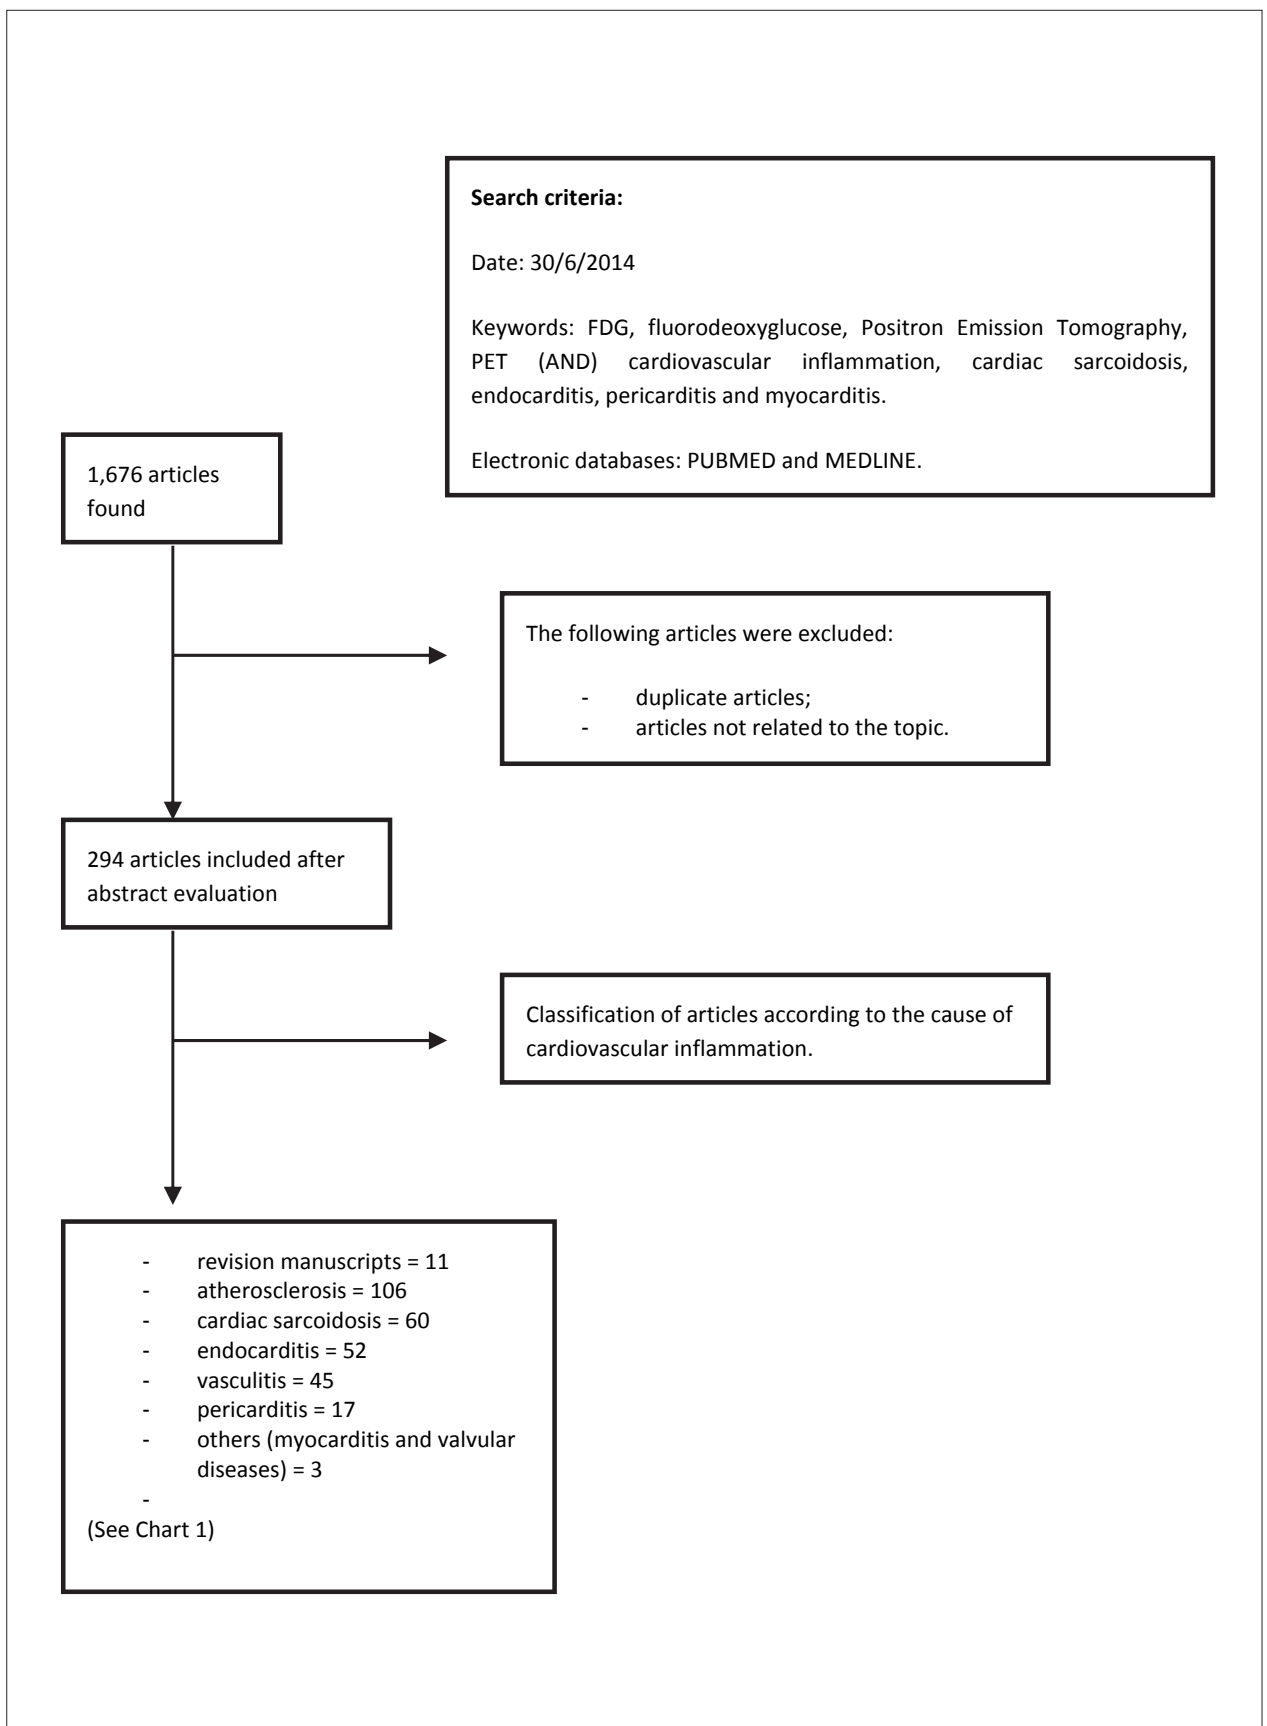 Search criteria:
Date: 30/6/2014
Keywords: FDG, fluorodeoxyglucose, Positron Emission Tomography,
PET (AND) cardiovascular inflammation, cardiac sarcoidosis,
endocarditis, pericarditis and myocarditis.
Electronic databases: PUBMED and MEDLINE.
1,676 articles
found
The following articles were excluded:
- duplicate articles;
- articles not related to the topic.
294 articles included after
abstract evaluation
Classification of articles according to the cause of
cardiovascular inflammation.
- revision manuscripts = 11
- atherosclerosis = 106
- cardiac sarcoidosis = 60
- endocarditis = 52
- vasculitis = 45
- pericarditis = 17
- others (myocarditis and valvular
diseases) = 3
-
(See Chart 1)